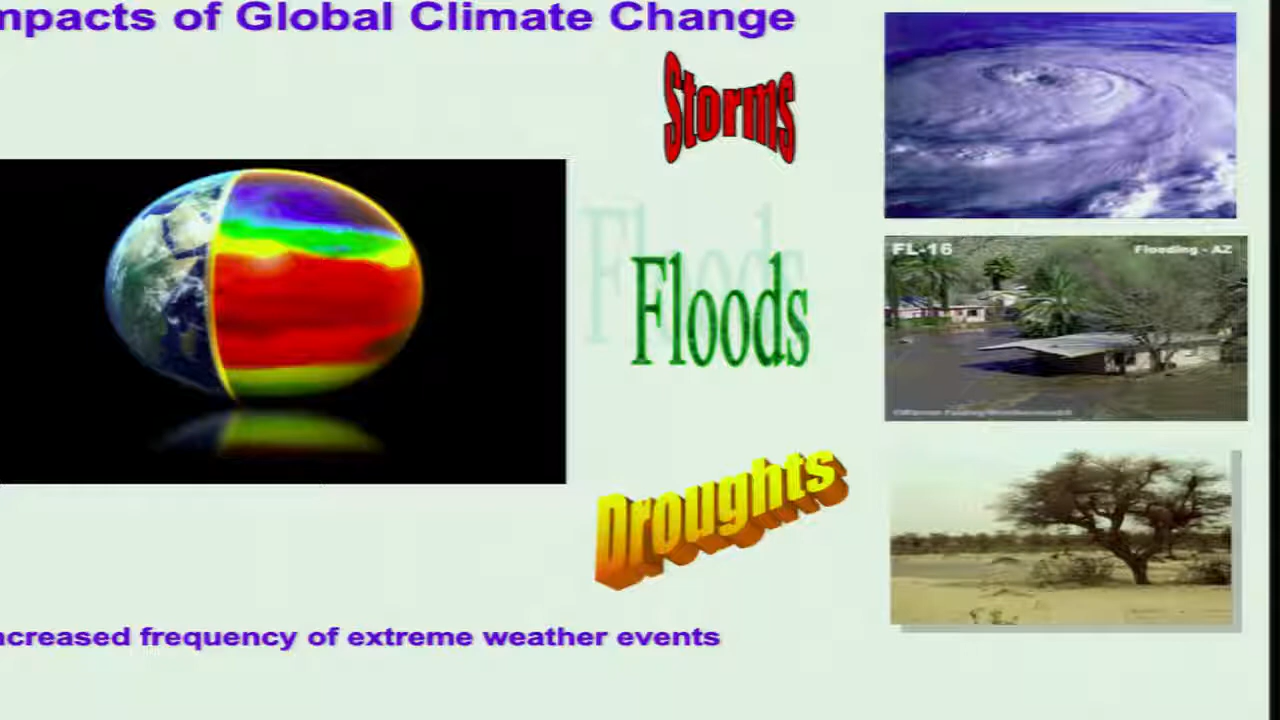 mpacts of Global Climate Change
Storms
FL-16
Flooding - AZ
Floods
Droughts
ncreased frequency of extreme weather events